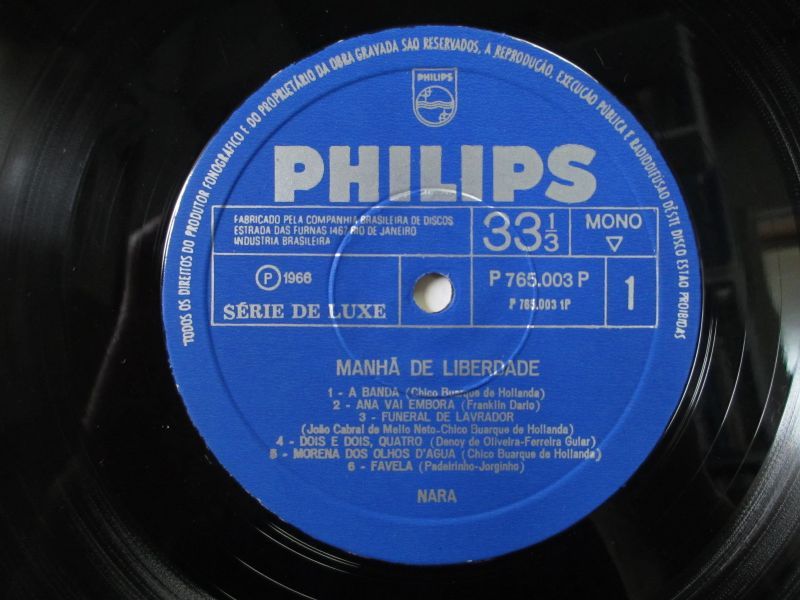 TODOS OS DIREITOS DO PRODUTOR FONOGRÁFICO E DO PROPRIETÁRIO DA OBRA GRAVADA SÃO RESERVADOS. A REPRODUÇÃO, EXECUÇÃO PÚBLICA E RADIODIFUSÃO DÊSTE DISCO ESTÃO PROIBIDAS
PHILIPS
PHILIPS
FABRICADO PELA COMPANHIA BRASILEIRA DE DISCOS
ESTRADA DAS FURNAS 1467 RIO DE JANEIRO
INDUSTRIA BRASILEIRA
33 1/3
MONO
▽
Ⓟ 1966
SÉRIE DE LUXE
P 765.003 P
P 765.003 1P
1
MANHÃ DE LIBERDADE
1 - A BANDA (Chico Buarque de Hollanda)
2 - ANA VAI EMBORA (Franklin Dario)
3 - FUNERAL DE LAVRADOR
(João Cabral de Mello Neto-Chico Buarque de Hollanda)
4 - DOIS E DOIS, QUATRO (Denoy de Oliveira-Ferreira Gular)
5 - MORENA DOS OLHOS D'AGUA (Chico Buarque de Hollanda)
6 - FAVELA (Padeirinho-Jorginho)
NARA